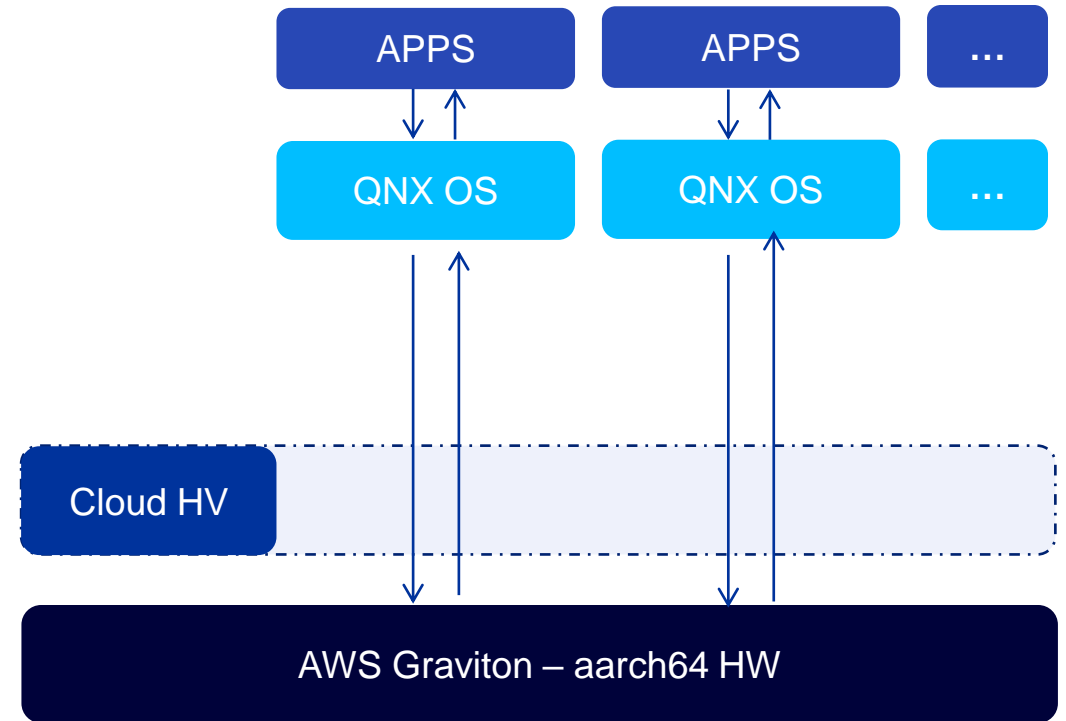 APPS
APPS
...
QNX OS
QNX OS
...
Cloud HV
AWS Graviton – aarch64 HW